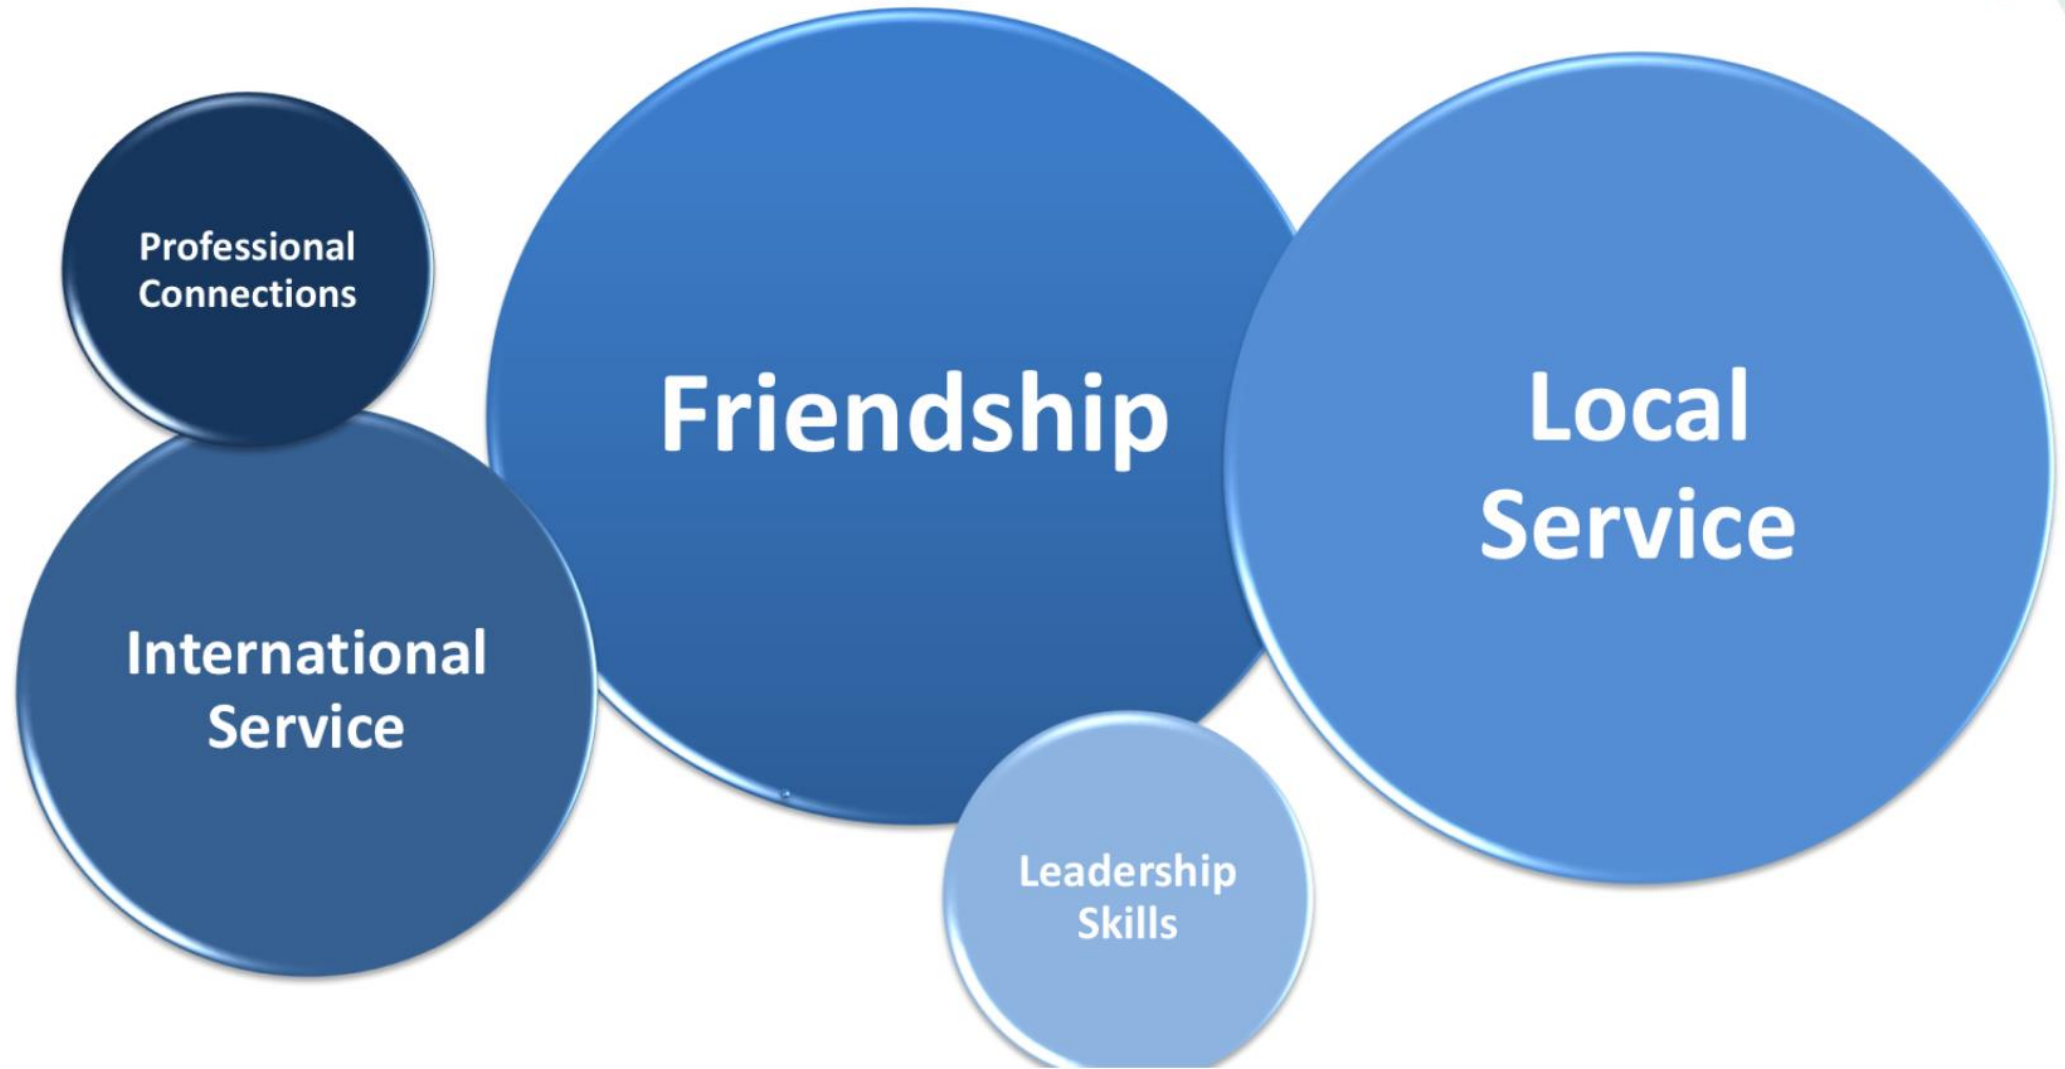 Professional
Connections
Friendship
Local
Service
International
Service
Leadership
Skills